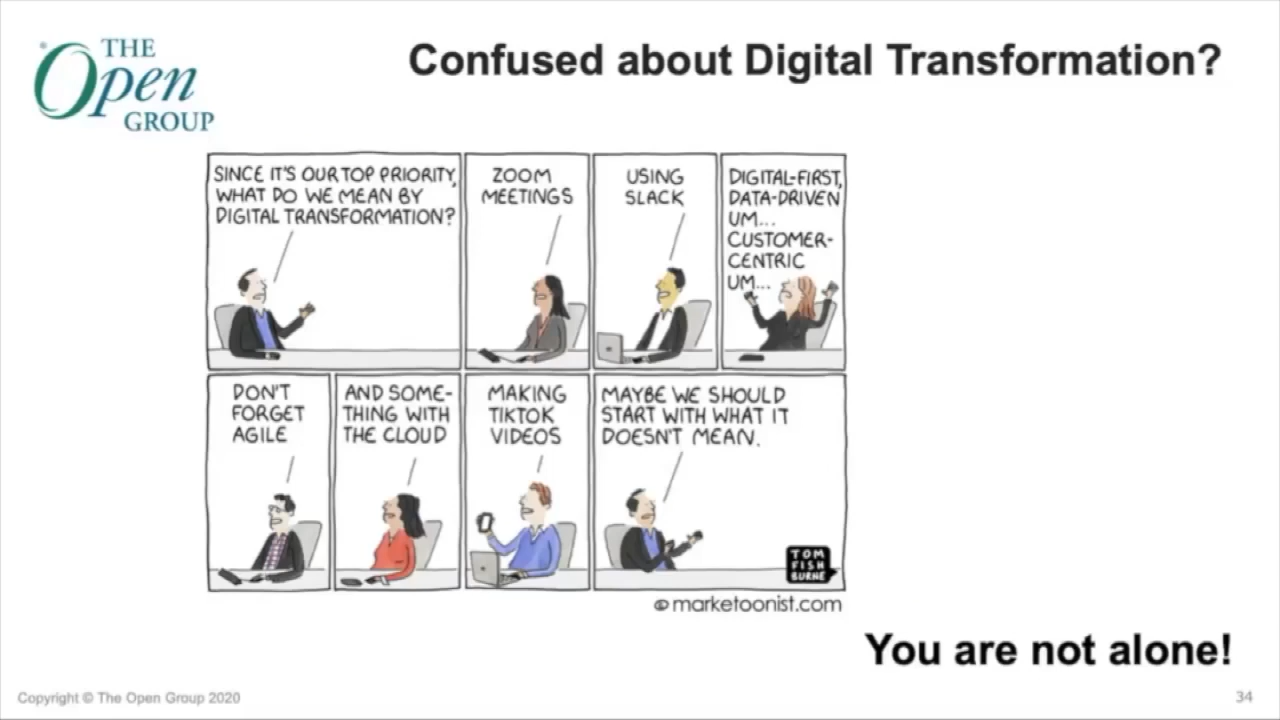 THE
Open
GROUP
Confused about Digital Transformation?
SINCE IT'S OUR TOP PRIORITY,
WHAT DO WE MEAN BY
DIGITAL TRANSFORMATION?
ZOOM
MEETINGS
USING
SLACK
DIGITAL-FIRST,
DATA-DRIVEN
UM...
CUSTOMER-
CENTRIC
UM...
DON'T
FORGET
AGILE
AND SOME-
THING WITH
THE CLOUD
MAKING
TIKTOK
VIDEOS
MAYBE WE SHOULD
START WITH WHAT IT
DOESN'T MEAN.
TOM
FISH
BURNE
© marketoonist.com
You are not alone!
Copyright © The Open Group 2020
34